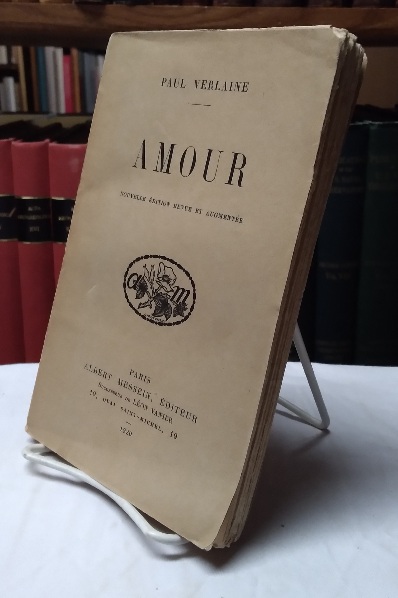 PAUL VERLAINE
AMOUR
NOUVELLE ÉDITION REVUE ET AUGMENTÉE
a m
PARIS
ALBERT MESSEIN, ÉDITEUR
Successeur de LÉON VANIER
19, QUAI SAINT-MICHEL, 19
1920